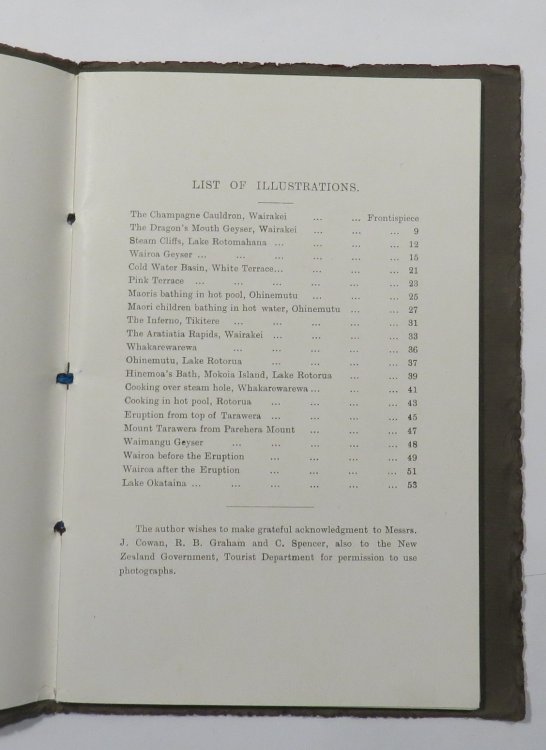 LIST OF ILLUSTRATIONS.
The Champagne Cauldron, Wairakei ... ... Frontispiece
The Dragon's Mouth Geyser, Wairakei ... ... ... 9
Steam Cliffs, Lake Rotomahana ... ... ... ... 12
Wairoa Geyser ... ... ... ... ... ... 15
Cold Water Basin, White Terrace... ... ... ... 21
Pink Terrace ... ... ... ... ... ... 23
Maoris bathing in hot pool, Ohinemutu ... ... ... 25
Maori children bathing in hot water, Ohinemutu ... ... 27
The Inferno, Tikitere ... ... ... ... ... 31
The Aratiatia Rapids, Wairakei ... ... ... ... 33
Whakarewarewa ... ... ... ... ... 36
Ohinemutu, Lake Rotorua ... ... ... ... 37
Hinemoa's Bath, Mokoia Island, Lake Rotorua ... ... 39
Cooking over steam hole, Whakarewarewa ... ... ... 41
Cooking in hot pool, Rotorua ... ... ... ... 43
Eruption from top of Tarawera ... ... ... ... 45
Mount Tarawera from Parehera Mount ... ... ... 47
Waimangu Geyser ... ... ... ... ... 48
Wairoa before the Eruption ... ... ... ... 49
Wairoa after the Eruption ... ... ... ... 51
Lake Okataina ... ... ... ... ... ... 53
The author wishes to make grateful acknowledgment to Messrs.
J. Cowan, R. B. Graham and C. Spencer, also to the New
Zealand Government, Tourist Department for permission to use
photographs.